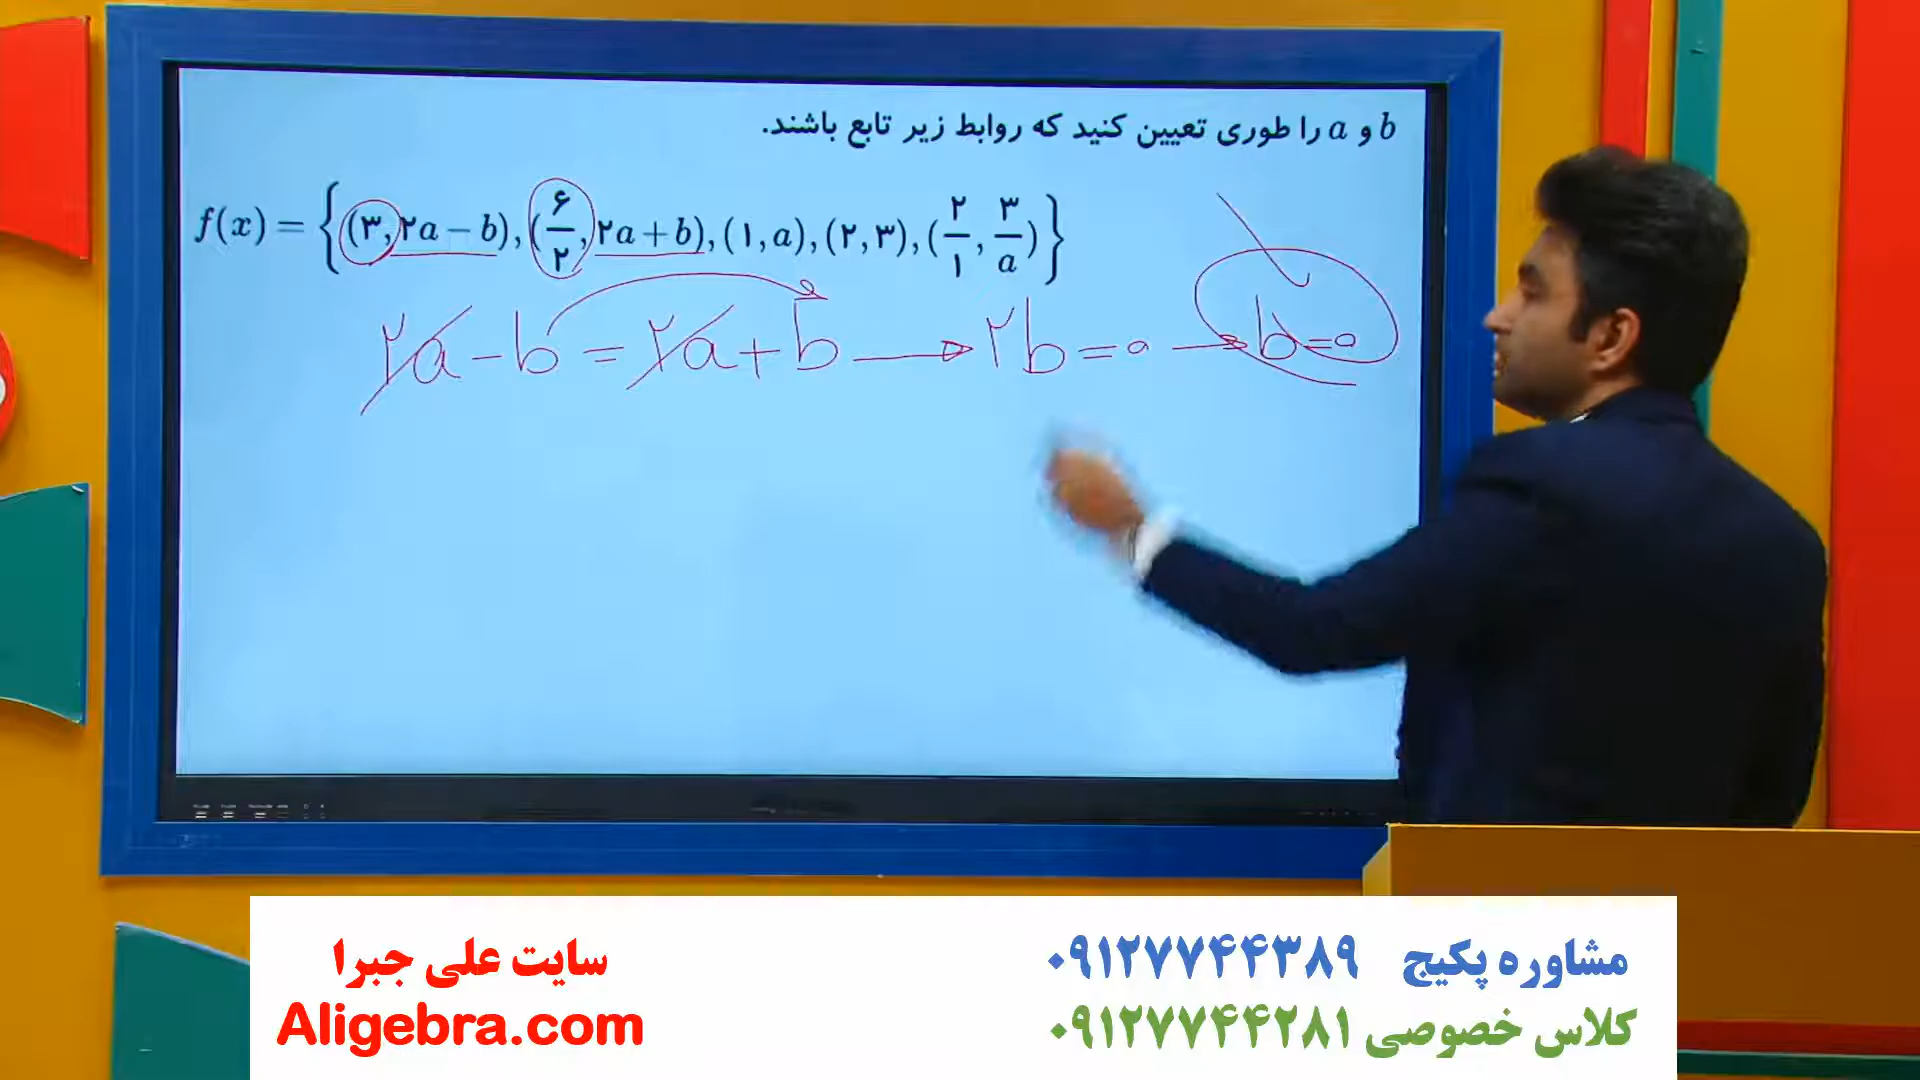 b و a را طوری تعیین کنید که روابط زیر تابع باشند.
f(x) = {(۳, ۲a − b), (۶/۲, ۲a + b), (۱, a), (۲, ۳), (۲/۱, ۳/a)}
۲a − b = ۲a + b → ۲b = ۰ → b = ۰
سایت علی جبرا
Aligebra.com
مشاوره پکیج ۰۹۱۲۷۷۴۴۳۸۹
کلاس خصوصی ۰۹۱۲۷۷۴۴۲۸۱